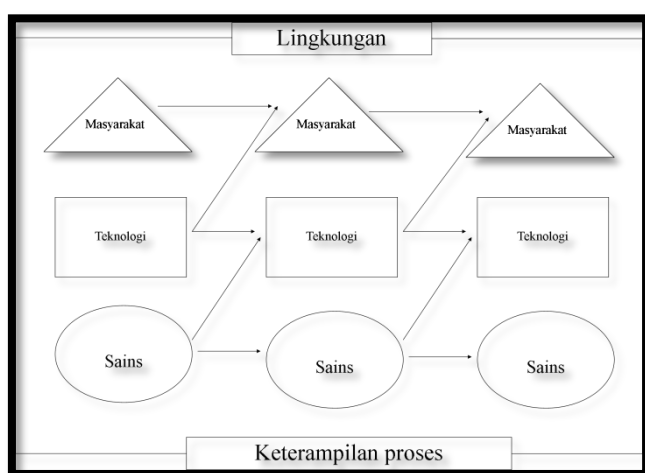 Lingkungan
Masyarakat
Masyarakat
Masyarakat
Teknologi
Teknologi
Teknologi
Sains
Sains
Sains
Keterampilan proses